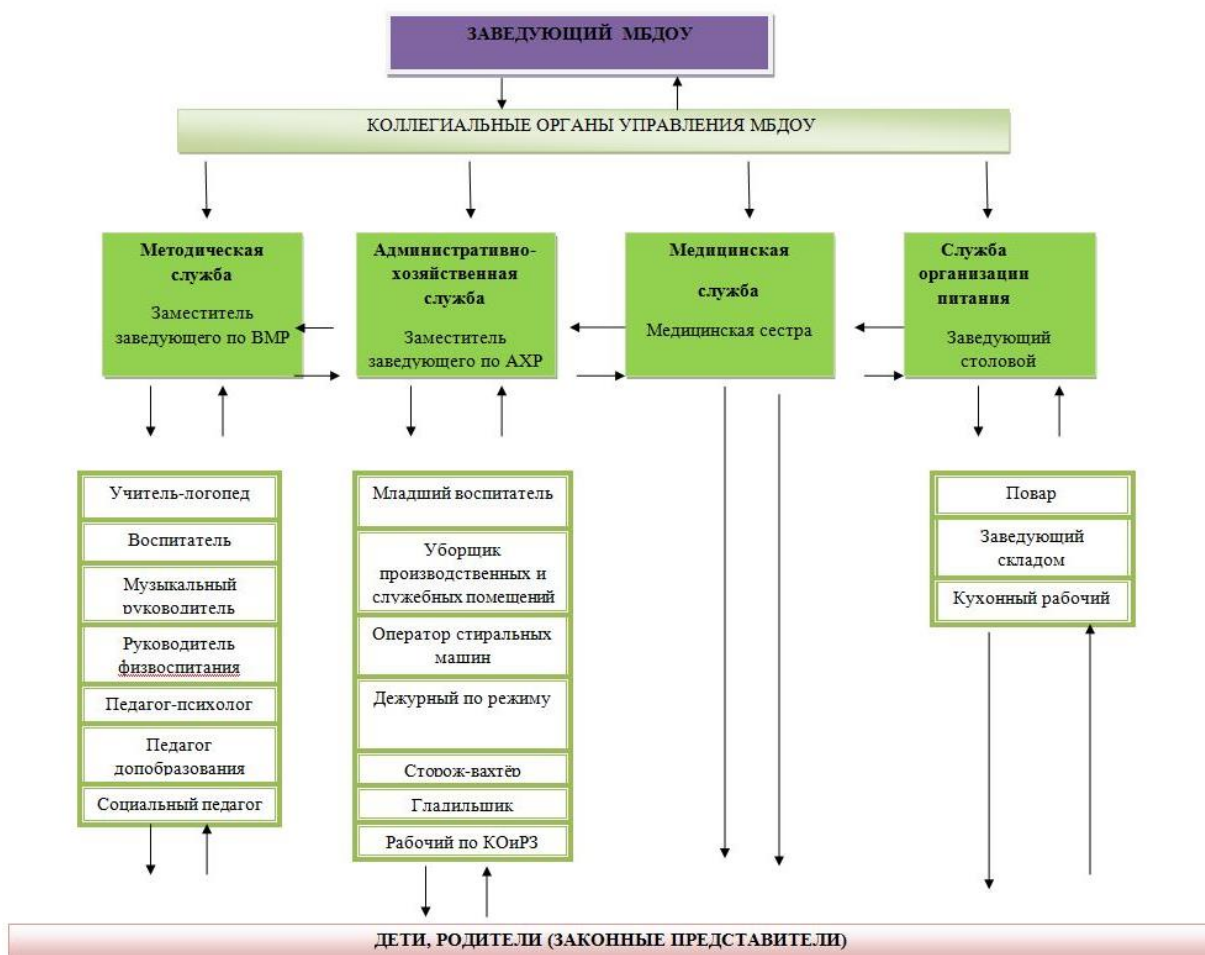 ЗАВЕДУЮЩИЙ МБДОУ
КОЛЛЕГИАЛЬНЫЕ ОРГАНЫ УПРАВЛЕНИЯ МБДОУ
Методическая
служба
Заместитель
заведующего по ВМР
Административно-
хозяйственная
служба
Заместитель
заведующего по АХР
Медицинская
служба
Медицинская сестра
Служба
организации
питания
Заведующий
столовой
Учитель-логопед
Воспитатель
Музыкальный
руководитель
Руководитель
физвоспитания
Педагог-психолог
Педагог
допобразования
Социальный педагог
Младший воспитатель
Уборщик
производственных и
служебных помещений
Оператор стиральных
машин
Дежурный по режиму
Сторож-вахтёр
Гладильшик
Рабочий по КОиРЗ
Повар
Заведующий
складом
Кухонный рабочий
ДЕТИ, РОДИТЕЛИ (ЗАКОННЫЕ ПРЕДСТАВИТЕЛИ)